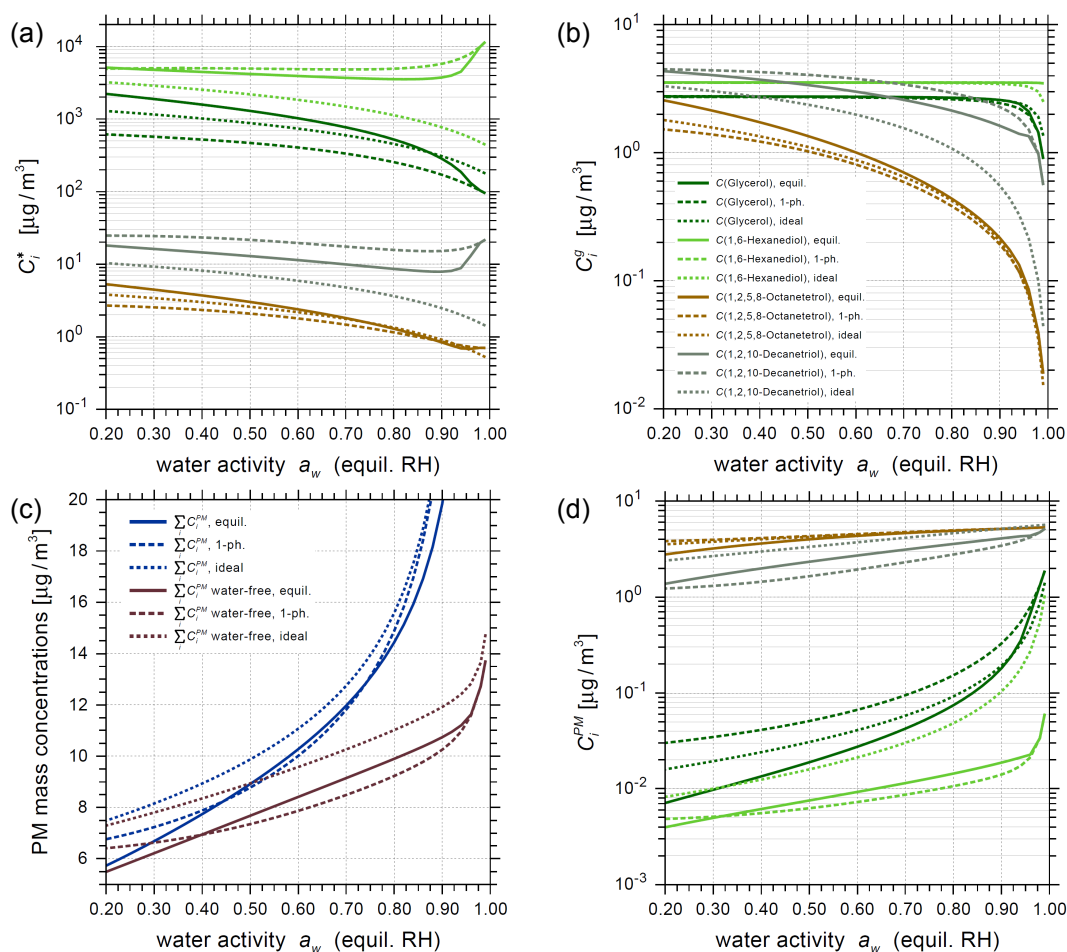 (a)
C*i [µg / m³]
10⁴
10³
10²
10¹
10⁰
10⁻¹
0.20 0.30 0.40 0.50 0.60 0.70 0.80 0.90 1.00
water activity aw (equil. RH)
(b)
Cgi [µg / m³]
10¹
10⁰
10⁻¹
10⁻²
C(Glycerol), equil.
C(Glycerol), 1-ph.
C(Glycerol), ideal
C(1,6-Hexanediol), equil.
C(1,6-Hexanediol), 1-ph.
C(1,6-Hexanediol), ideal
C(1,2,5,8-Octanetetrol), equil.
C(1,2,5,8-Octanetetrol), 1-ph.
C(1,2,5,8-Octanetetrol), ideal
C(1,2,10-Decanetriol), equil.
C(1,2,10-Decanetriol), 1-ph.
C(1,2,10-Decanetriol), ideal
0.20 0.30 0.40 0.50 0.60 0.70 0.80 0.90 1.00
water activity aw (equil. RH)
(c)
PM mass concentrations [µg / m³]
20
18
16
14
12
10
8
6
∑i CiPM, equil.
∑i CiPM, 1-ph.
∑i CiPM, ideal
∑i CiPM water-free, equil.
∑i CiPM water-free, 1-ph.
∑i CiPM water-free, ideal
0.20 0.30 0.40 0.50 0.60 0.70 0.80 0.90 1.00
water activity aw (equil. RH)
(d)
CiPM [µg / m³]
10¹
10⁰
10⁻¹
10⁻²
10⁻³
0.20 0.30 0.40 0.50 0.60 0.70 0.80 0.90 1.00
water activity aw (equil. RH)